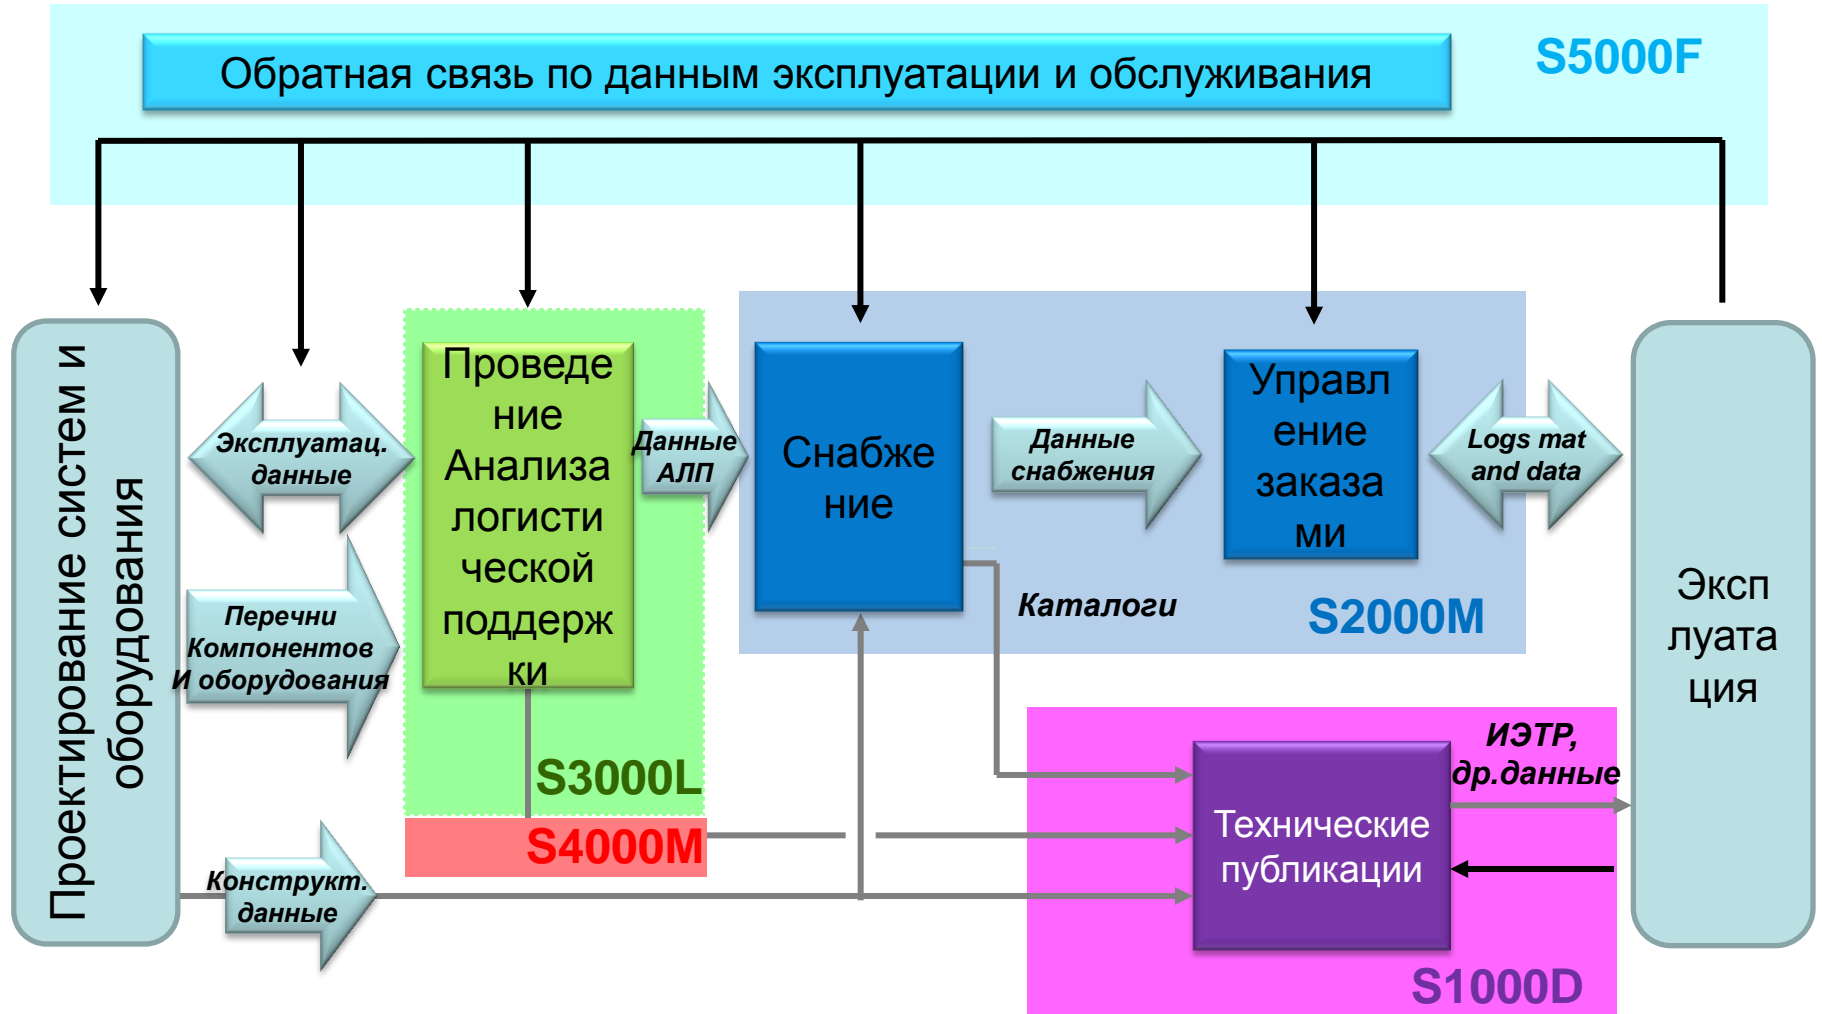 Обратная связь по данным эксплуатации и обслуживания
S5000F
Проектирование систем и
оборудования
Эксплуатац.
данные
Перечни
Компонентов
И оборудования
Конструкт.
данные
Проведе
ние
Анализа
логисти
ческой
поддерж
ки
S3000L
S4000M
Данные
АЛП
Снабже
ние
Данные
снабжения
Каталоги
Управл
ение
заказа
ми
S2000M
Logs mat
and data
Эксп
луата
ция
ИЭТР,
др.данные
Технические
публикации
S1000D